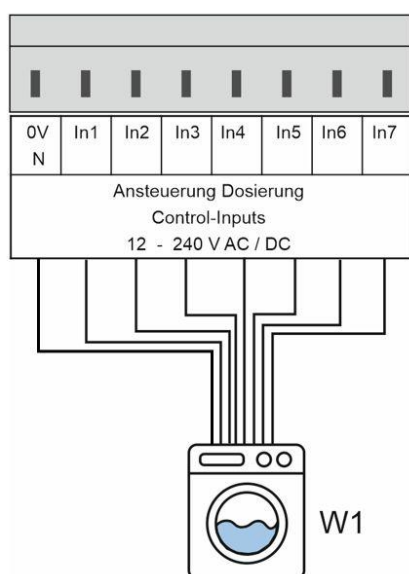 0V In1 In2 In3 In4 In5 In6 In7
N
Ansteuerung Dosierung
Control-Inputs
12 - 240 V AC / DC
W1